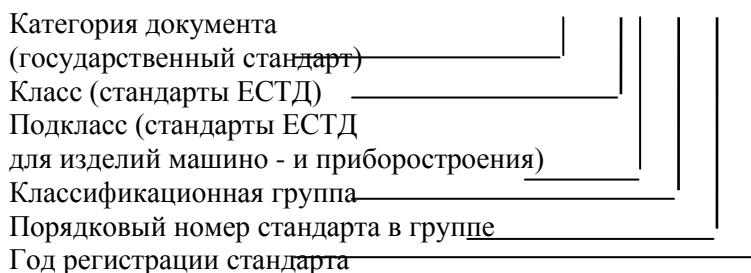 Категория документа
(государственный стандарт)
Класс (стандарты ЕСТД)
Подкласс (стандарты ЕСТД
для изделий машино - и приборостроения)
Классификационная группа
Порядковый номер стандарта в группе
Год регистрации стандарта